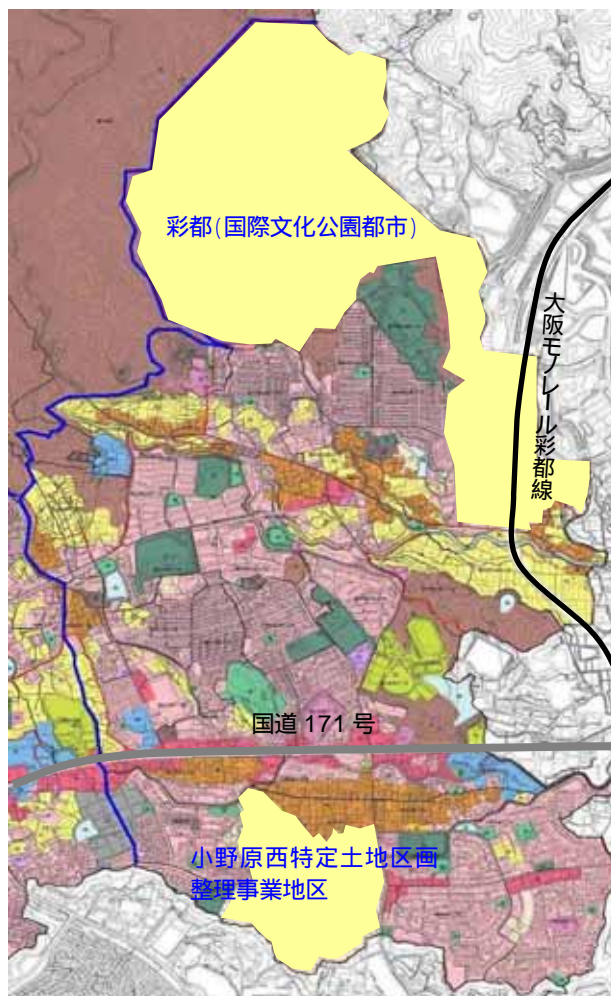 彩都(国際文化公園都市)
大阪モノレール彩都線
国道 171 号
小野原西特定土地区画
整理事業地区